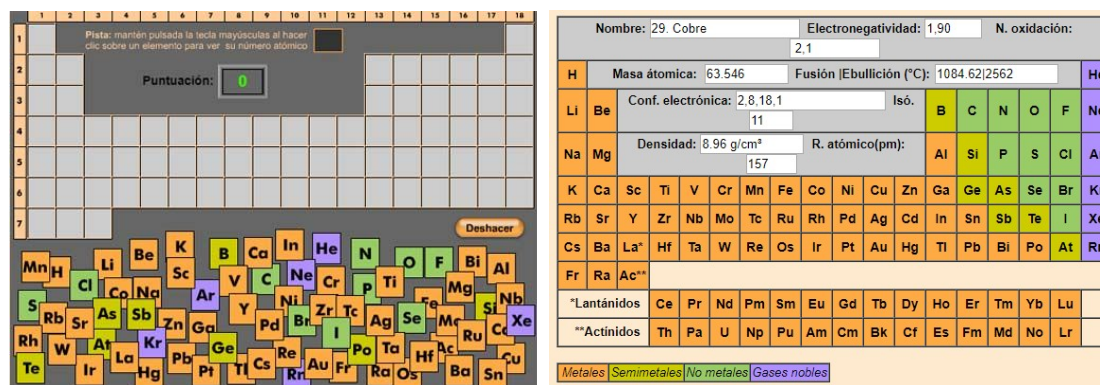 1 2 3 4 5 6 7 8 9 10 11 12 13 14 15 16 17 18
1
Pista: mantén pulsada la tecla mayúsculas al hacer
clic sobre un elemento para ver su número atómico
2
Puntuación: 0
3
4
5
6
7
Deshacer
Mn H Li Be K Sc B Ca In He N O F Bi Al
Cl Co Na Ar V C Ne Cr P Ti Mg Nb
S Rb Sr As Sb Zn Ga Y Pd Ni Br Zr Tc Ag Se Fe Si Xe
Rh W At La Kr Pb Ge Cs Re I Po Ta Hf Ac Ru
Te Ir Hg Pt Au Fr Ra Os Ba Sn Cu
Nombre: 29. Cobre Electronegatividad: 1,90 N. oxidación:
2,1
H Masa átomica: 63.546 Fusión |Ebullición (°C): 1084.62|2562
Li Be Conf. electrónica: 2,8,18,1 Isó. B C N O F
11
Na Mg Densidad: 8.96 g/cm³ R. atómico(pm): Al Si P S Cl
157
K Ca Sc Ti V Cr Mn Fe Co Ni Cu Zn Ga Ge As Se Br
Rb Sr Y Zr Nb Mo Tc Ru Rh Pd Ag Cd In Sn Sb Te I
Cs Ba La* Hf Ta W Re Os Ir Pt Au Hg Tl Pb Bi Po At
Fr Ra Ac**
*Lantánidos Ce Pr Nd Pm Sm Eu Gd Tb Dy Ho Er Tm Yb Lu
**Actínidos Th Pa U Np Pu Am Cm Bk Cf Es Fm Md No Lr
Metales Semimetales No metales Gases nobles